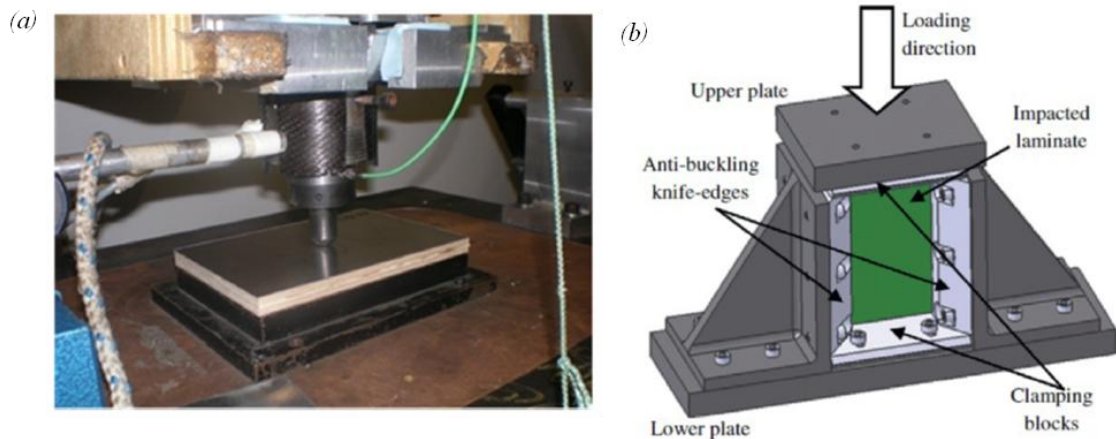 (a)
(b)
Loading
direction
Upper plate
Impacted
laminate
Anti-buckling
knife-edges
Clamping
blocks
Lower plate